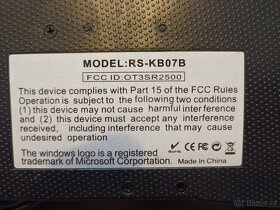 MODEL:RS-KB07B
FCC ID:OT3SR2500
This device complies with Part 15 of the FCC Rules
Operation is subject to the following two conditions
(1) this device may not cause harmful interference
and (2) this device must accept any interference
received, including interference that may cause
undesired operation.
FC CE
The windows logo is a registered
trademark of Microsoft Corporation. Made In China
Bazoš.cz